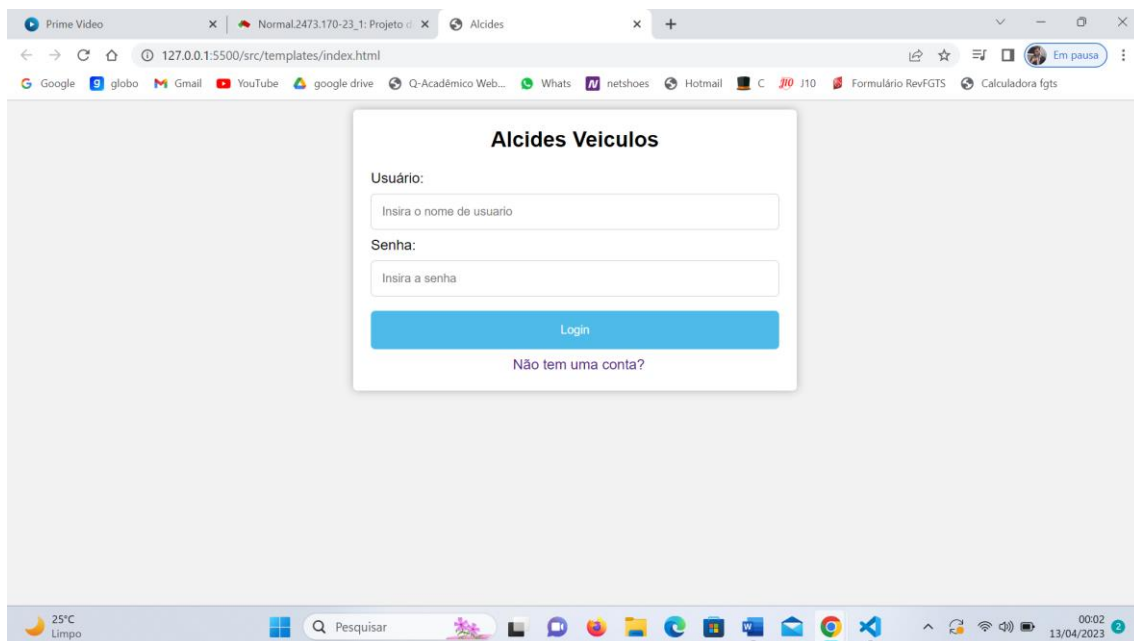 Prime Video
Normal.2473.170-23_1: Projeto d
Alcides
127.0.0.1:5500/src/templates/index.html
Em pausa
Google globo Gmail YouTube google drive Q-Acadêmico Web... Whats netshoes Hotmail C J10 Formulário RevFGTS Calculadora fgts
Alcides Veiculos
Usuário:
Insira o nome de usuario
Senha:
Insira a senha
Login
Não tem uma conta?
25°C
Limpo
Pesquisar
00:02
13/04/2023
2